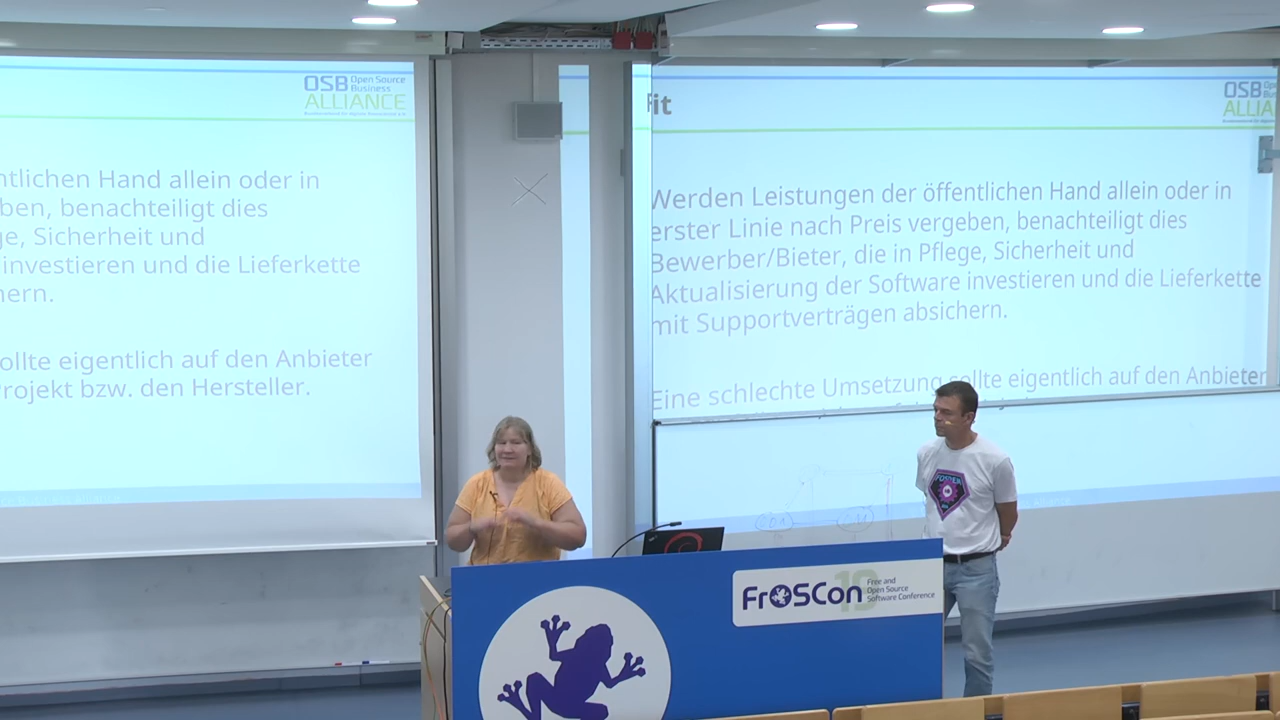 OSB Open Source
Business
ALLIANCE
ntlichen Hand allein oder in
ben, benachteiligt dies
ge, Sicherheit und
investieren und die Lieferkette
nern.
ollte eigentlich auf den Anbieter
Projekt bzw. den Hersteller.
it
OSB
ALLIA
Werden Leistungen der öffentlichen Hand allein oder in
erster Linie nach Preis vergeben, benachteiligt dies
Bewerber/Bieter, die in Pflege, Sicherheit und
Aktualisierung der Software investieren und die Lieferkette
mit Supportverträgen absichern.
Eine schlechte Umsetzung sollte eigentlich auf den Anbieter
FrOSCon 19 Free and
Open Source
Software Conference